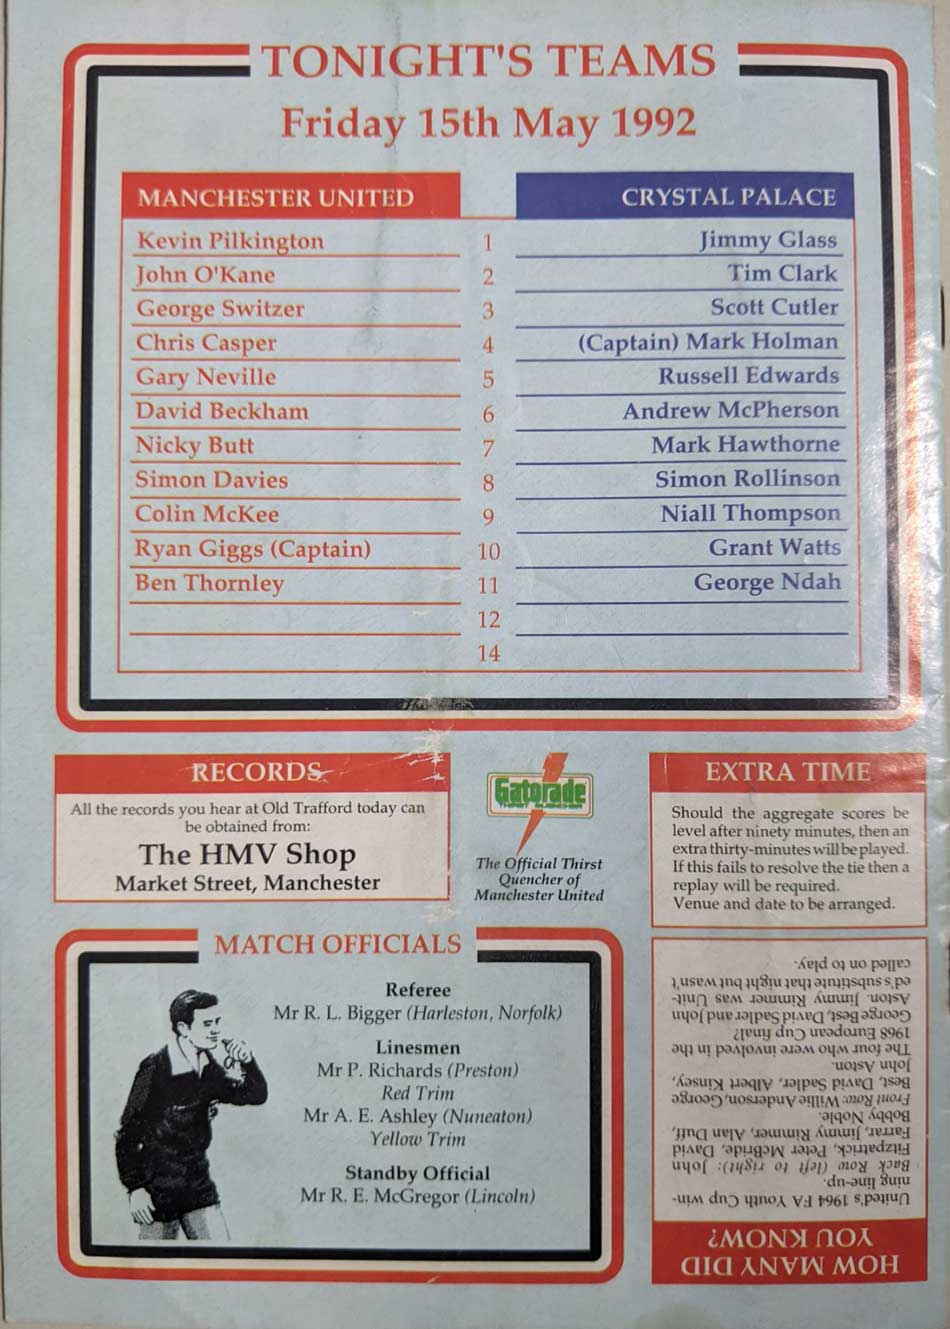 TONIGHT'S TEAMS
Friday 15th May 1992
MANCHESTER UNITED CRYSTAL PALACE
Kevin Pilkington 1 Jimmy Glass
John O'Kane 2 Tim Clark
George Switzer 3 Scott Cutler
Chris Casper 4 (Captain) Mark Holman
Gary Neville 5 Russell Edwards
David Beckham 6 Andrew McPherson
Nicky Butt 7 Mark Hawthorne
Simon Davies 8 Simon Rollinson
Colin McKee 9 Niall Thompson
Ryan Giggs (Captain) 10 Grant Watts
Ben Thornley 11 George Ndah
12
14
RECORDS
All the records you hear at Old Trafford today can
be obtained from:
The HMV Shop
Market Street, Manchester
Gatorade
THIRST QUENCHER
The Official Thirst
Quencher of
Manchester United
EXTRA TIME
Should the aggregate scores be
level after ninety minutes, then an
extra thirty-minutes will be played.
If this fails to resolve the tie then a
replay will be required.
Venue and date to be arranged.
MATCH OFFICIALS
Referee
Mr R. L. Bigger (Harleston, Norfolk)
Linesmen
Mr P. Richards (Preston)
Red Trim
Mr A. E. Ashley (Nuneaton)
Yellow Trim
Standby Official
Mr R. E. McGregor (Lincoln)
HOW MANY DID
YOU KNOW?
United's 1964 FA Youth Cup win-
ning line-up.
Back Row (left to right): John
Fitzpatrick, Peter McBride, David
Farrar, Jimmy Rimmer, Alan Duff,
Bobby Noble.
Front Row: Willie Anderson, George
Best, David Sadler, Albert Kinsey,
John Aston.
The four who were involved in the
1968 European Cup final?
George Best, David Sadler and John
Aston. Jimmy Rimmer was Unit-
ed's substitute that night but wasn't
called on to play.